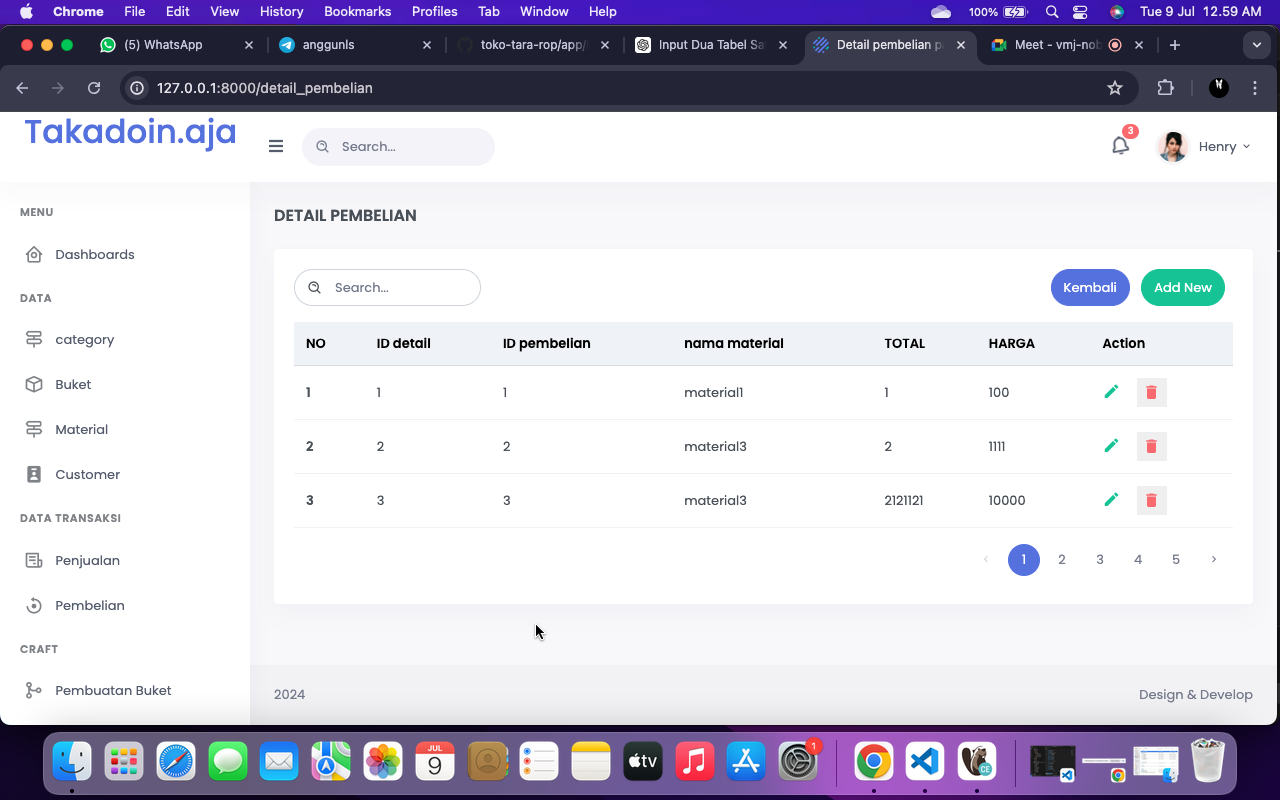 Chrome File Edit View History Bookmarks Profiles Tab Window Help 100% Tue 9 Jul 12.59 AM
(5) WhatsApp anggunls toko-tara-rop/app/ Input Dua Tabel Sa Detail pembelian p Meet - vmj-nob
127.0.0.1:8000/detail_pembelian
Takadoin.aja Search... 3 Henry
MENU
Dashboards
DATA
category
Buket
Material
Customer
DATA TRANSAKSI
Penjualan
Pembelian
CRAFT
Pembuatan Buket
DETAIL PEMBELIAN
Search... Kembali Add New
NO ID detail ID pembelian nama material TOTAL HARGA Action
1 1 1 material1 1 100
2 2 2 material3 2 1111
3 3 3 material3 2121121 10000
‹ 1 2 3 4 5 ›
2024 Design & Develop
JUL
9
tv
1
CE